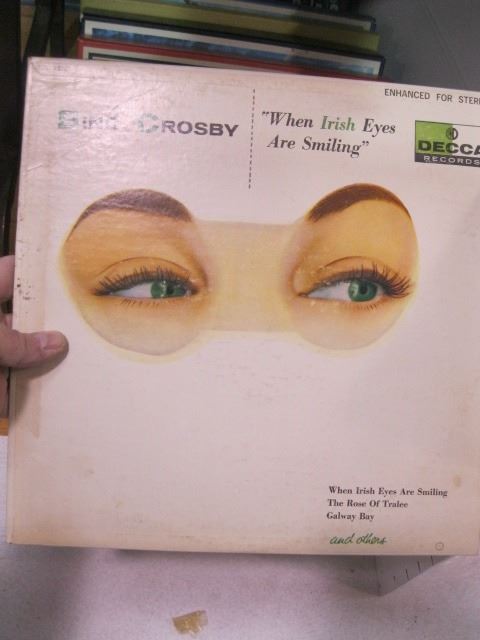 ENHANCED FOR STER
BING CROSBY
"When Irish Eyes
Are Smiling"
DECCA
RECORDS
When Irish Eyes Are Smiling
The Rose Of Tralee
Galway Bay
and others